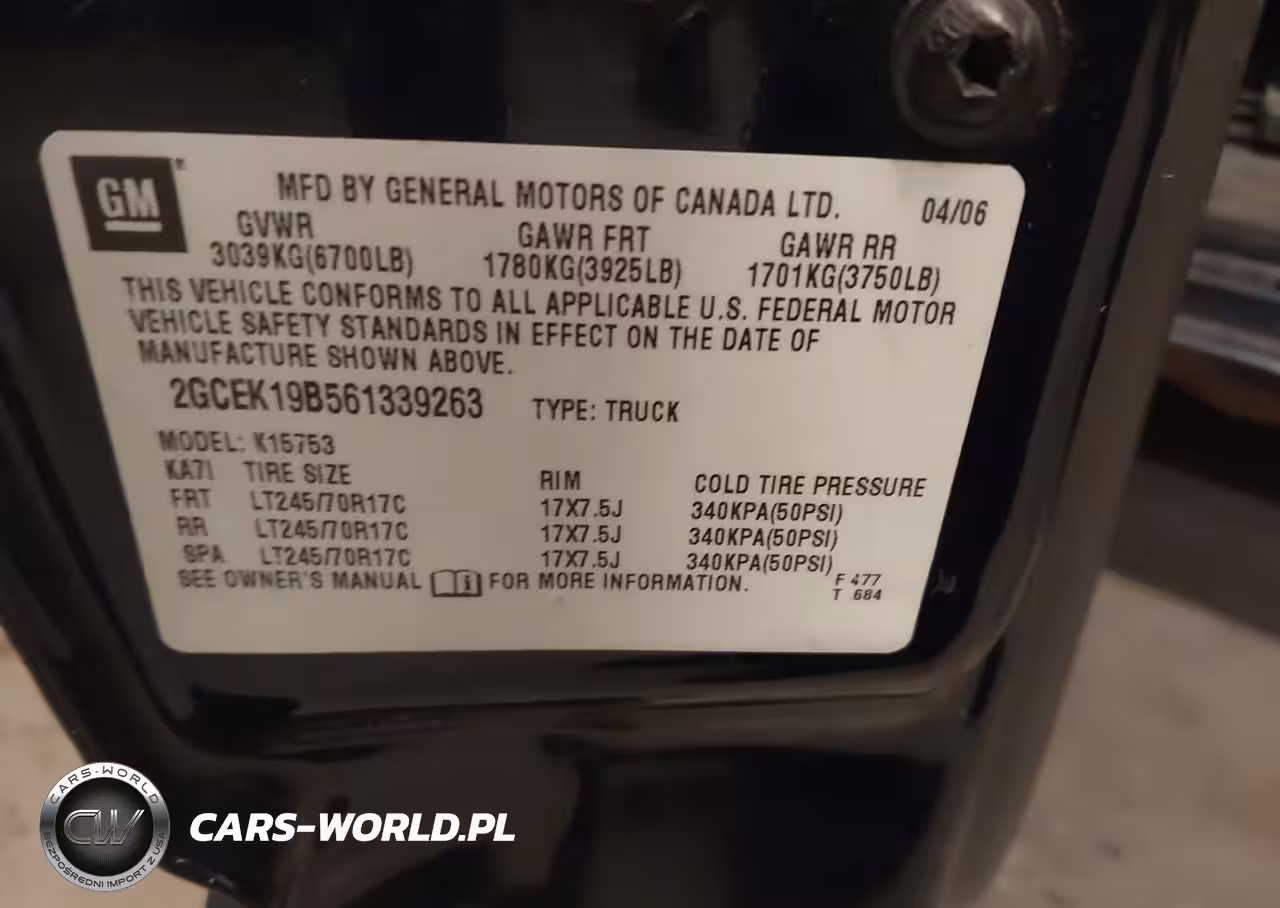 GM
MFD BY GENERAL MOTORS OF CANADA LTD. 04/06
GVWR GAWR FRT GAWR RR
3039KG(6700LB) 1780KG(3925LB) 1701KG(3750LB)
THIS VEHICLE CONFORMS TO ALL APPLICABLE U.S. FEDERAL MOTOR
VEHICLE SAFETY STANDARDS IN EFFECT ON THE DATE OF
MANUFACTURE SHOWN ABOVE.
2GCEK19B561339263 TYPE: TRUCK
MODEL: K15753
KA7I TIRE SIZE RIM COLD TIRE PRESSURE
FRT LT245/70R17C 17X7.5J 340KPA(50PSI)
RR LT245/70R17C 17X7.5J 340KPA(50PSI)
SPA LT245/70R17C 17X7.5J 340KPA(50PSI)
SEE OWNER'S MANUAL FOR MORE INFORMATION.
F 477
T 684
CARS-WORLD
CW
BEZPOŚREDNI IMPORT Z USA
CARS-WORLD.PL